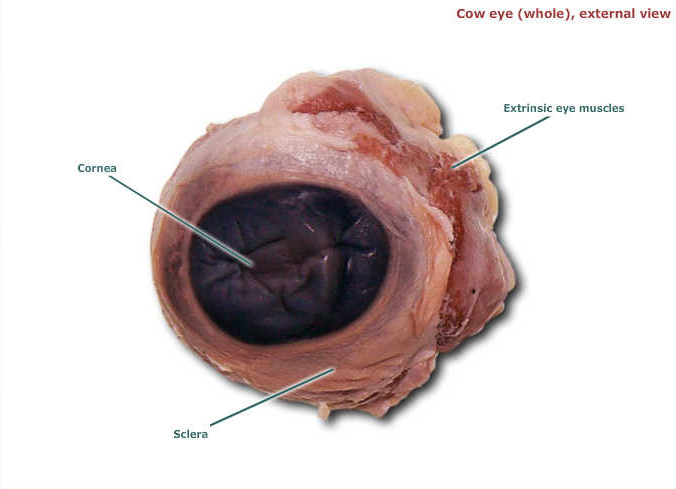 Cow eye (whole), external view
Extrinsic eye muscles
Cornea
Sclera